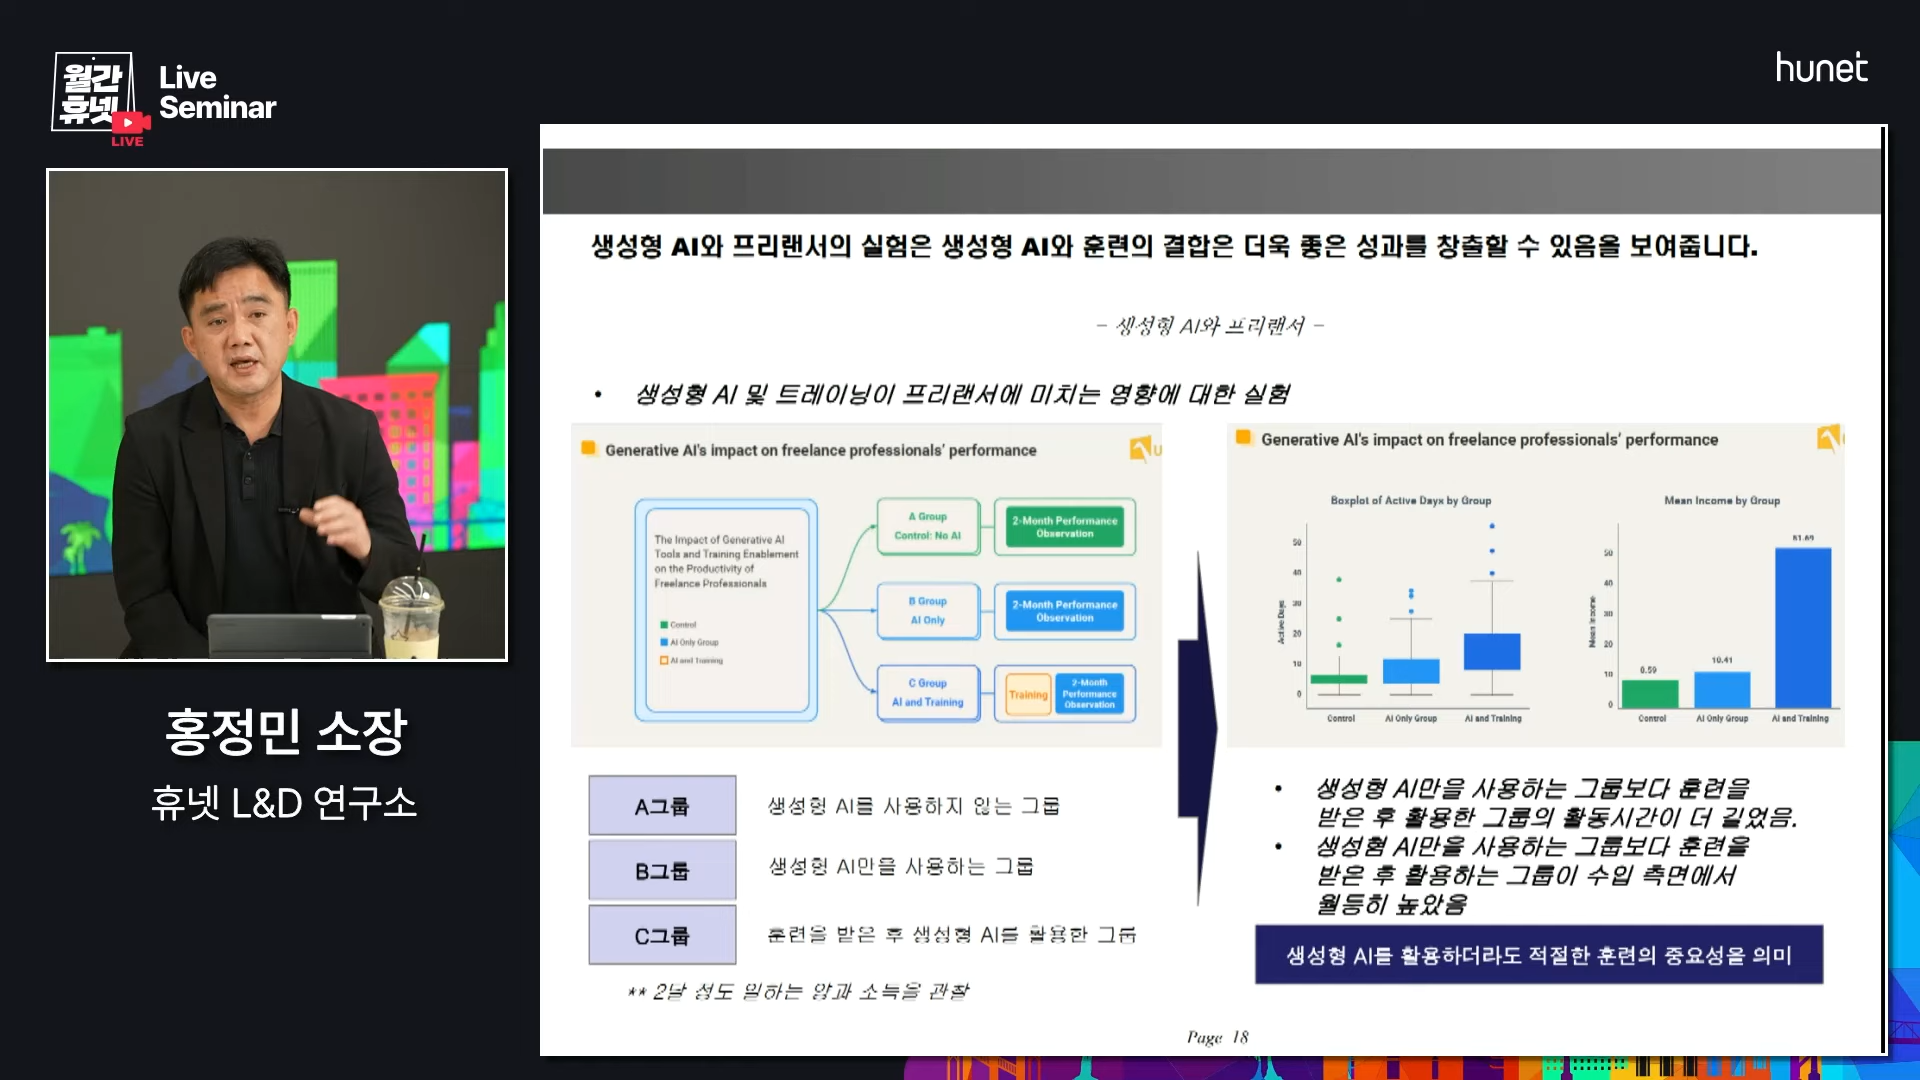 월간
휴넷
LIVE
Live
Seminar
hunet
홍정민 소장
휴넷 L&D 연구소
생성형 AI와 프리랜서의 실험은 생성형 AI와 훈련의 결합은 더욱 좋은 성과를 창출할 수 있음을 보여줍니다.
– 생성형 AI와 프리랜서 –
• 생성형 AI 및 트레이닝이 프리랜서에 미치는 영향에 대한 실험
Generative AI's impact on freelance professionals' performance
The Impact of Generative AI
Tools and Training Enablement
on the Productivity of
Freelance Professionals
Control
AI Only Group
AI and Training
A Group
Control: No AI
2-Month Performance
Observation
B Group
AI Only
2-Month Performance
Observation
C Group
AI and Training
Training
2-Month
Performance
Observation
Generative AI's impact on freelance professionals' performance
Boxplot of Active Days by Group
Active Days
50
40
30
20
10
0
Control
AI Only Group
AI and Training
Mean Income by Group
Mean Income
50
40
30
20
10
0
10.41
Control
AI Only Group
AI and Training
A그룹
생성형 AI를 사용하지 않는 그룹
B그룹
생성형 AI만을 사용하는 그룹
C그룹
훈련을 받은 후 생성형 AI를 활용한 그룹
** 2달 정도 일하는 양과 소득을 관찰
• 생성형 AI만을 사용하는 그룹보다 훈련을
받은 후 활용한 그룹의 활동시간이 더 길었음.
• 생성형 AI만을 사용하는 그룹보다 훈련을
받은 후 활용하는 그룹이 수입 측면에서
월등히 높았음
생성형 AI를 활용하더라도 적절한 훈련의 중요성을 의미
Page 18